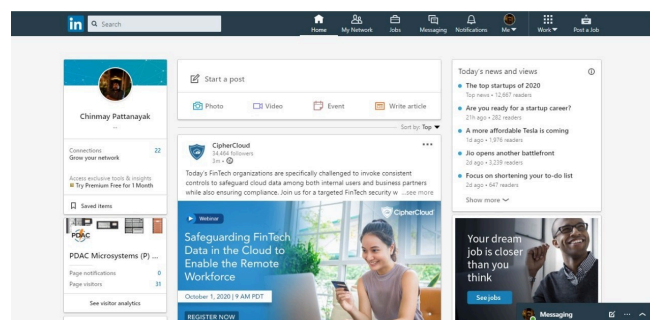 in
Search
Home
My Network
Jobs
Messaging
Notifications
Me
Work
Post a Job
Chinmay Pattanayak
Connections 22
Grow your network
Access exclusive tools & insights
Try Premium Free for 1 Month
Saved items
PDAC
PDAC Microsystems (P) ...
Page notifications 0
Page visitors 31
See visitor analytics
Start a post
Photo
Video
Event
Write article
Sort by: Top
CipherCloud
34,464 followers
3m •
Today's FinTech organizations are specifically challenged to invoke consistent
controls to safeguard cloud data among both internal users and business partners
while also ensuring compliance. Join us for a targeted FinTech security w ...see more
Webinar
CipherCloud
Safeguarding FinTech
Data in the Cloud to
Enable the Remote
Workforce
October 1, 2020 | 9 AM PDT
REGISTER NOW
Today's news and views
The top startups of 2020
Top news • 12,667 readers
Are you ready for a startup career?
21h ago • 282 readers
A more affordable Tesla is coming
1d ago • 1,976 readers
Jio opens another battlefront
2d ago • 3,239 readers
Focus on shortening your to-do list
2d ago • 647 readers
Show more
Your dream
job is closer
than you
think
See jobs
Messaging